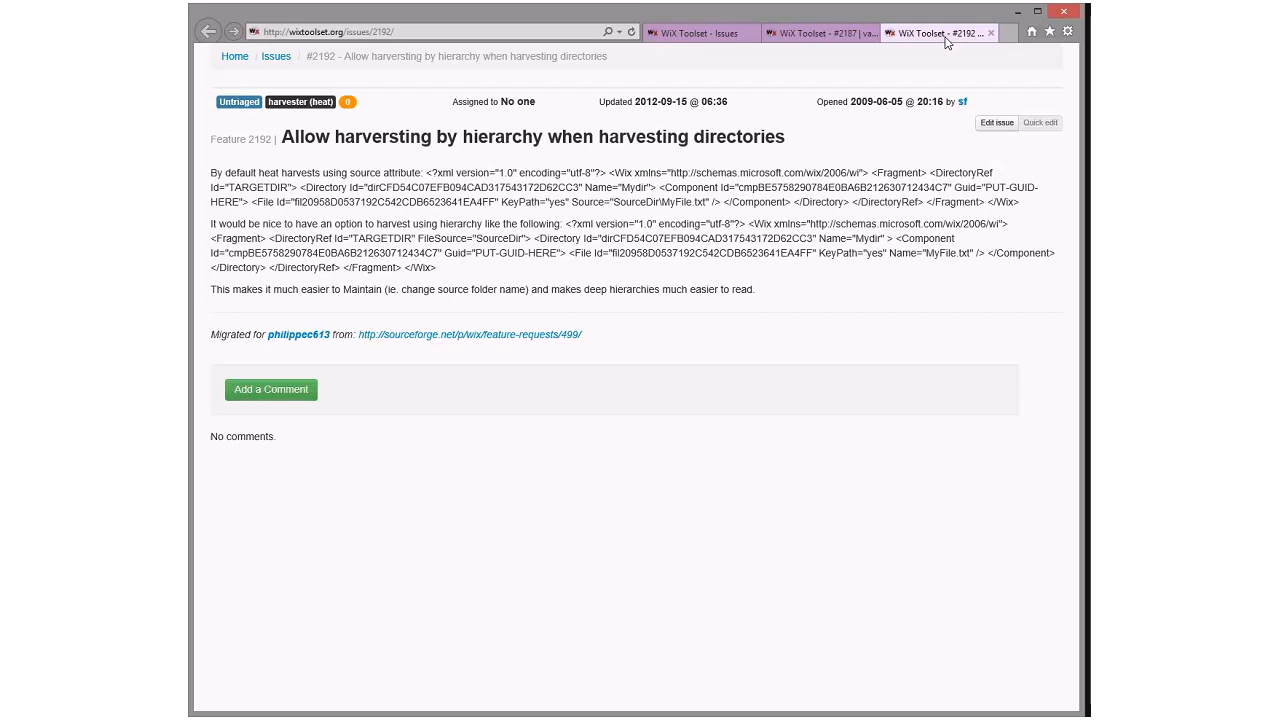 http://wixtoolset.org/issues/2192/
WiX Toolset - Issues
WiX Toolset - #2187 | va...
WiX Toolset - #2192 ...
Home / Issues / #2192 - Allow harversting by hierarchy when harvesting directories
Untriaged harvester (heat) 0 Assigned to No one Updated 2012-09-15 @ 06:36 Opened 2009-06-05 @ 20:16 by sf
Edit issue Quick edit
Feature 2192 | Allow harversting by hierarchy when harvesting directories
By default heat harvests using source attribute: <?xml version="1.0" encoding="utf-8"?> <Wix xmlns="http://schemas.microsoft.com/wix/2006/wi"> <Fragment> <DirectoryRef
Id="TARGETDIR"> <Directory Id="dirCFD54C07EFB094CAD317543172D62CC3" Name="Mydir"> <Component Id="cmpBE5758290784E0BA6B212630712434C7" Guid="PUT-GUID-
HERE"> <File Id="fil20958D0537192C542CDB6523641EA4FF" KeyPath="yes" Source="SourceDir\MyFile.txt" /> </Component> </Directory> </DirectoryRef> </Fragment> </Wix>
It would be nice to have an option to harvest using hierarchy like the following: <?xml version="1.0" encoding="utf-8"?> <Wix xmlns="http://schemas.microsoft.com/wix/2006/wi">
<Fragment> <DirectoryRef Id="TARGETDIR" FileSource="SourceDir"> <Directory Id="dirCFD54C07EFB094CAD317543172D62CC3" Name="Mydir" > <Component
Id="cmpBE5758290784E0BA6B212630712434C7" Guid="PUT-GUID-HERE"> <File Id="fil20958D0537192C542CDB6523641EA4FF" KeyPath="yes" Name="MyFile.txt" /> </Component>
</Directory> </DirectoryRef> </Fragment> </Wix>
This makes it much easier to Maintain (ie. change source folder name) and makes deep hierarchies much easier to read.
Migrated for philippec613 from: http://sourceforge.net/p/wix/feature-requests/499/
Add a Comment
No comments.